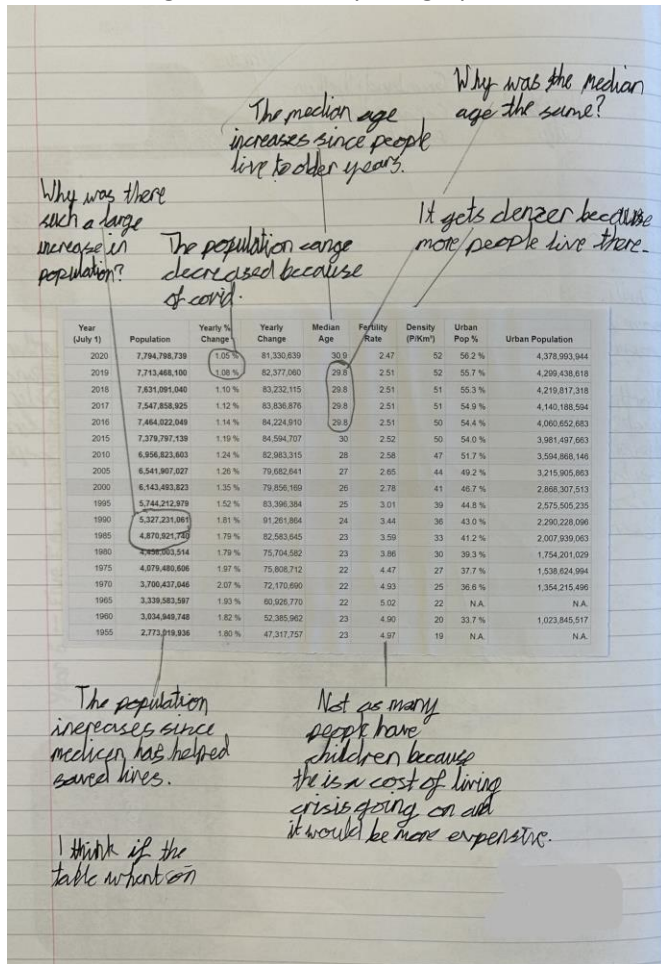 Why was the Median
age the same?
The median age
increases since people
live to older years.
Why was there
such a large
increase in
population?
It gets denzer because
more people live there.
The population cange
decreased because
of covid.
Year (July 1) Population Yearly % Change Yearly Change Median Age Fertility Rate Density (P/Km²) Urban Pop % Urban Population
2020 7,794,798,739 1.05 % 81,330,639 30.9 2.47 52 56.2 % 4,378,993,944
2019 7,713,468,100 1.08 % 82,377,060 29.8 2.51 52 55.7 % 4,299,438,618
2018 7,631,091,040 1.10 % 83,232,115 29.8 2.51 51 55.3 % 4,219,817,318
2017 7,547,858,925 1.12 % 83,836,876 29.8 2.51 51 54.9 % 4,140,188,594
2016 7,464,022,049 1.14 % 84,224,910 29.8 2.51 50 54.4 % 4,060,652,683
2015 7,379,797,139 1.19 % 84,594,707 30 2.52 50 54.0 % 3,981,497,663
2010 6,956,823,603 1.24 % 82,983,315 28 2.58 47 51.7 % 3,594,868,146
2005 6,541,907,027 1.26 % 79,682,641 27 2.65 44 49.2 % 3,215,905,863
2000 6,143,493,823 1.35 % 79,856,169 26 2.78 41 46.7 % 2,868,307,513
1995 5,744,212,979 1.52 % 83,396,384 25 3.01 39 44.8 % 2,575,505,235
1990 5,327,231,061 1.81 % 91,261,864 24 3.44 36 43.0 % 2,290,228,096
1985 4,870,921,740 1.79 % 82,583,645 23 3.59 33 41.2 % 2,007,939,063
1980 4,458,003,514 1.79 % 75,704,582 23 3.86 30 39.3 % 1,754,201,029
1975 4,079,480,606 1.97 % 75,808,712 22 4.47 27 37.7 % 1,538,624,994
1970 3,700,437,046 2.07 % 72,170,690 22 4.93 25 36.6 % 1,354,215,496
1965 3,339,583,597 1.93 % 60,926,770 22 5.02 22 N.A. N.A.
1960 3,034,949,748 1.82 % 52,385,962 23 4.90 20 33.7 % 1,023,845,517
1955 2,773,019,936 1.80 % 47,317,757 23 4.97 19 N.A. N.A.
The population
increases since
medicen has helped
saved lives.
Not as many
people have
children because
the is a cost of living
crisis going on and
it would be more expensive.
I think if the
table whent on